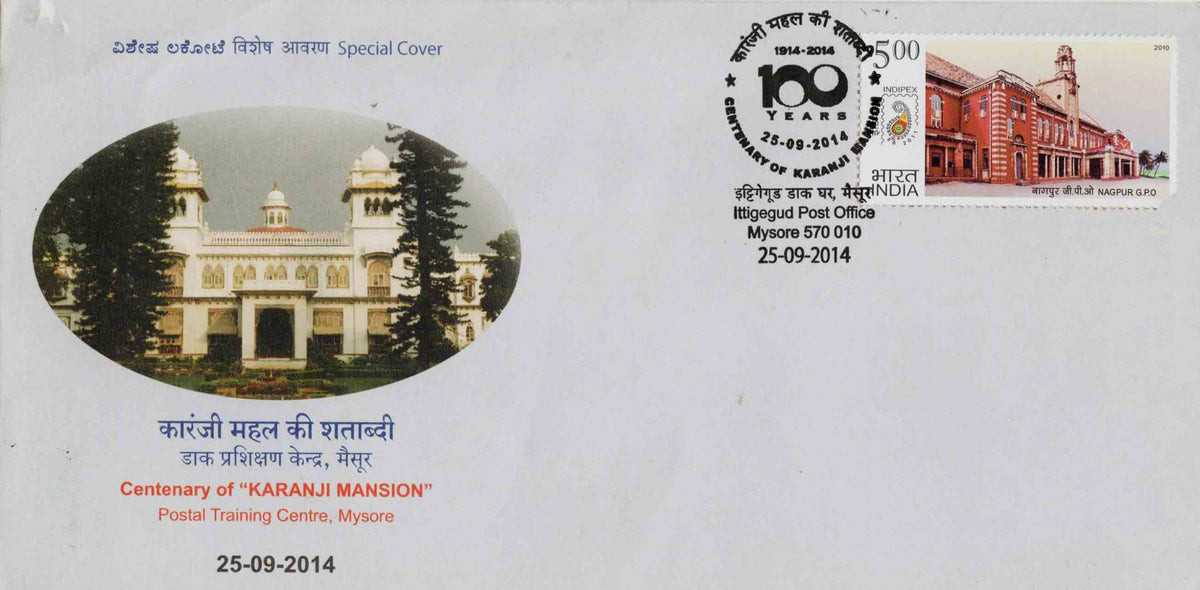 ವಿಶೇಷ ಲಕೋಟೆ विशेष आवरण Special Cover
कारंजी महल की शताब्दी
1914-2014
100
YEARS
25-09-2014
CENTENARY OF KARANJI MANSION
इट्टिगेगूड डाक घर, मैसूर
Ittigegud Post Office
Mysore 570 010
25-09-2014
5.00
2010
INDIPEX
2011
भारत
INDIA
नागपुर जी.पी.ओ NAGPUR G.P.O
कारंजी महल की शताब्दी
डाक प्रशिक्षण केन्द्र, मैसूर
Centenary of “KARANJI MANSION”
Postal Training Centre, Mysore
25-09-2014